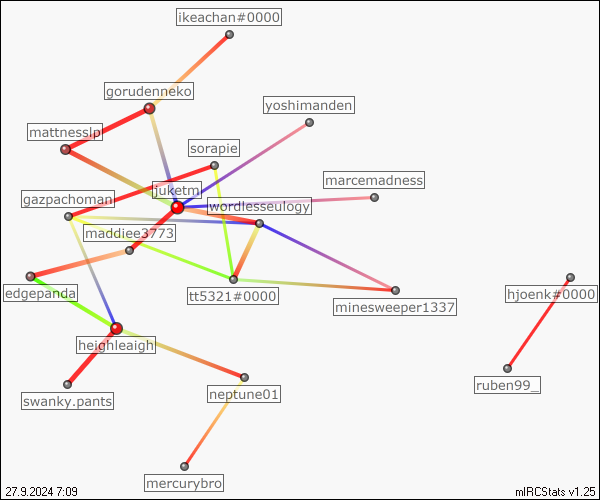 ikeachan#0000
gorudenneko
yoshimanden
mattnesslp
sorapie
marcemadness
juketm
gazpachoman
wordlesseulogy
maddiee3773
edgepanda
tt5321#0000
hjoenk#0000
minesweeper1337
heighleaigh
ruben99_
neptune01
swanky.pants
mercurybro
27.9.2024 7:09
mIRCStats v1.25